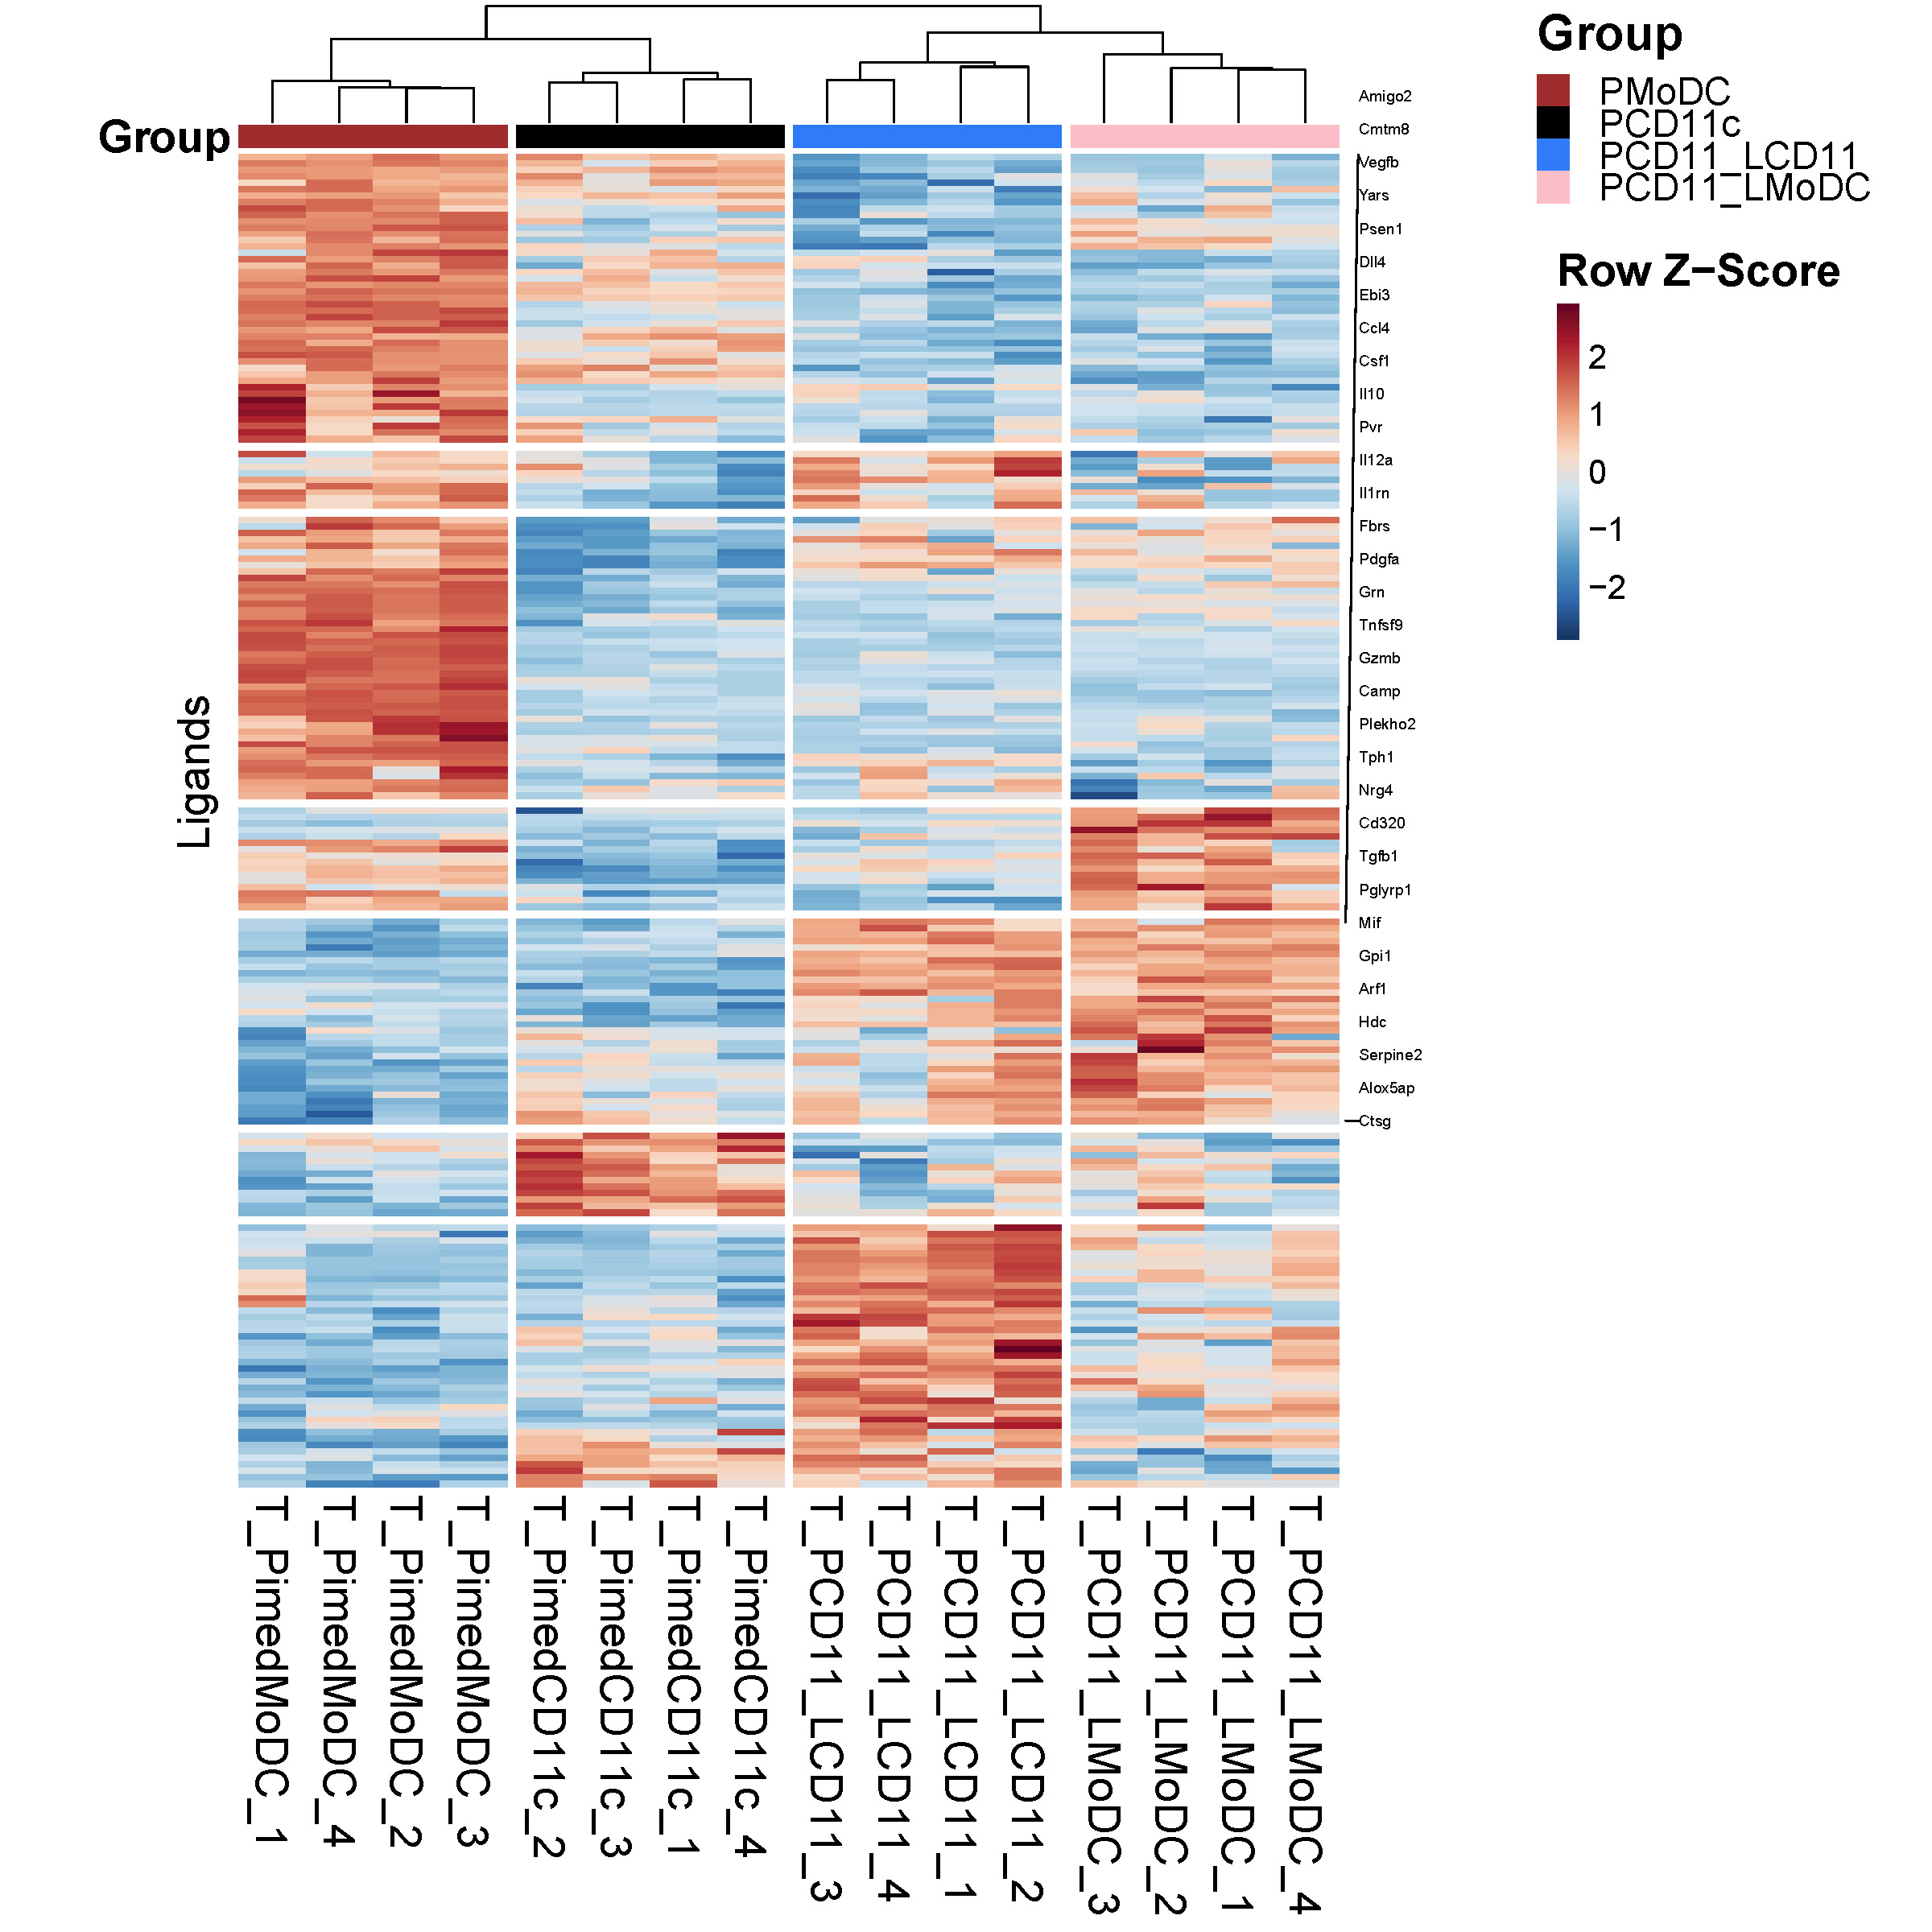 Group
PMoDC
PCD11c
PCD11_LCD11
PCD11_LMoDC
Row Z−Score
2
1
0
−1
−2
Group
Ligands
Amigo2
Cmtm8
Vegfb
Yars
Psen1
Dll4
Ebi3
Ccl4
Csf1
Il10
Pvr
Il12a
Il1rn
Fbrs
Pdgfa
Grn
Tnfsf9
Gzmb
Camp
Plekho2
Tph1
Nrg4
Cd320
Tgfb1
Pglyrp1
Mif
Gpi1
Arf1
Hdc
Serpine2
Alox5ap
Ctsg
T_PimedMoDC_1
T_PimedMoDC_4
T_PimedMoDC_2
T_PimedMoDC_3
T_PimedCD11c_2
T_PimedCD11c_3
T_PimedCD11c_1
T_PimedCD11c_4
T_PCD11_LCD11_3
T_PCD11_LCD11_4
T_PCD11_LCD11_1
T_PCD11_LCD11_2
T_PCD11_LMoDC_3
T_PCD11_LMoDC_2
T_PCD11_LMoDC_1
T_PCD11_LMoDC_4